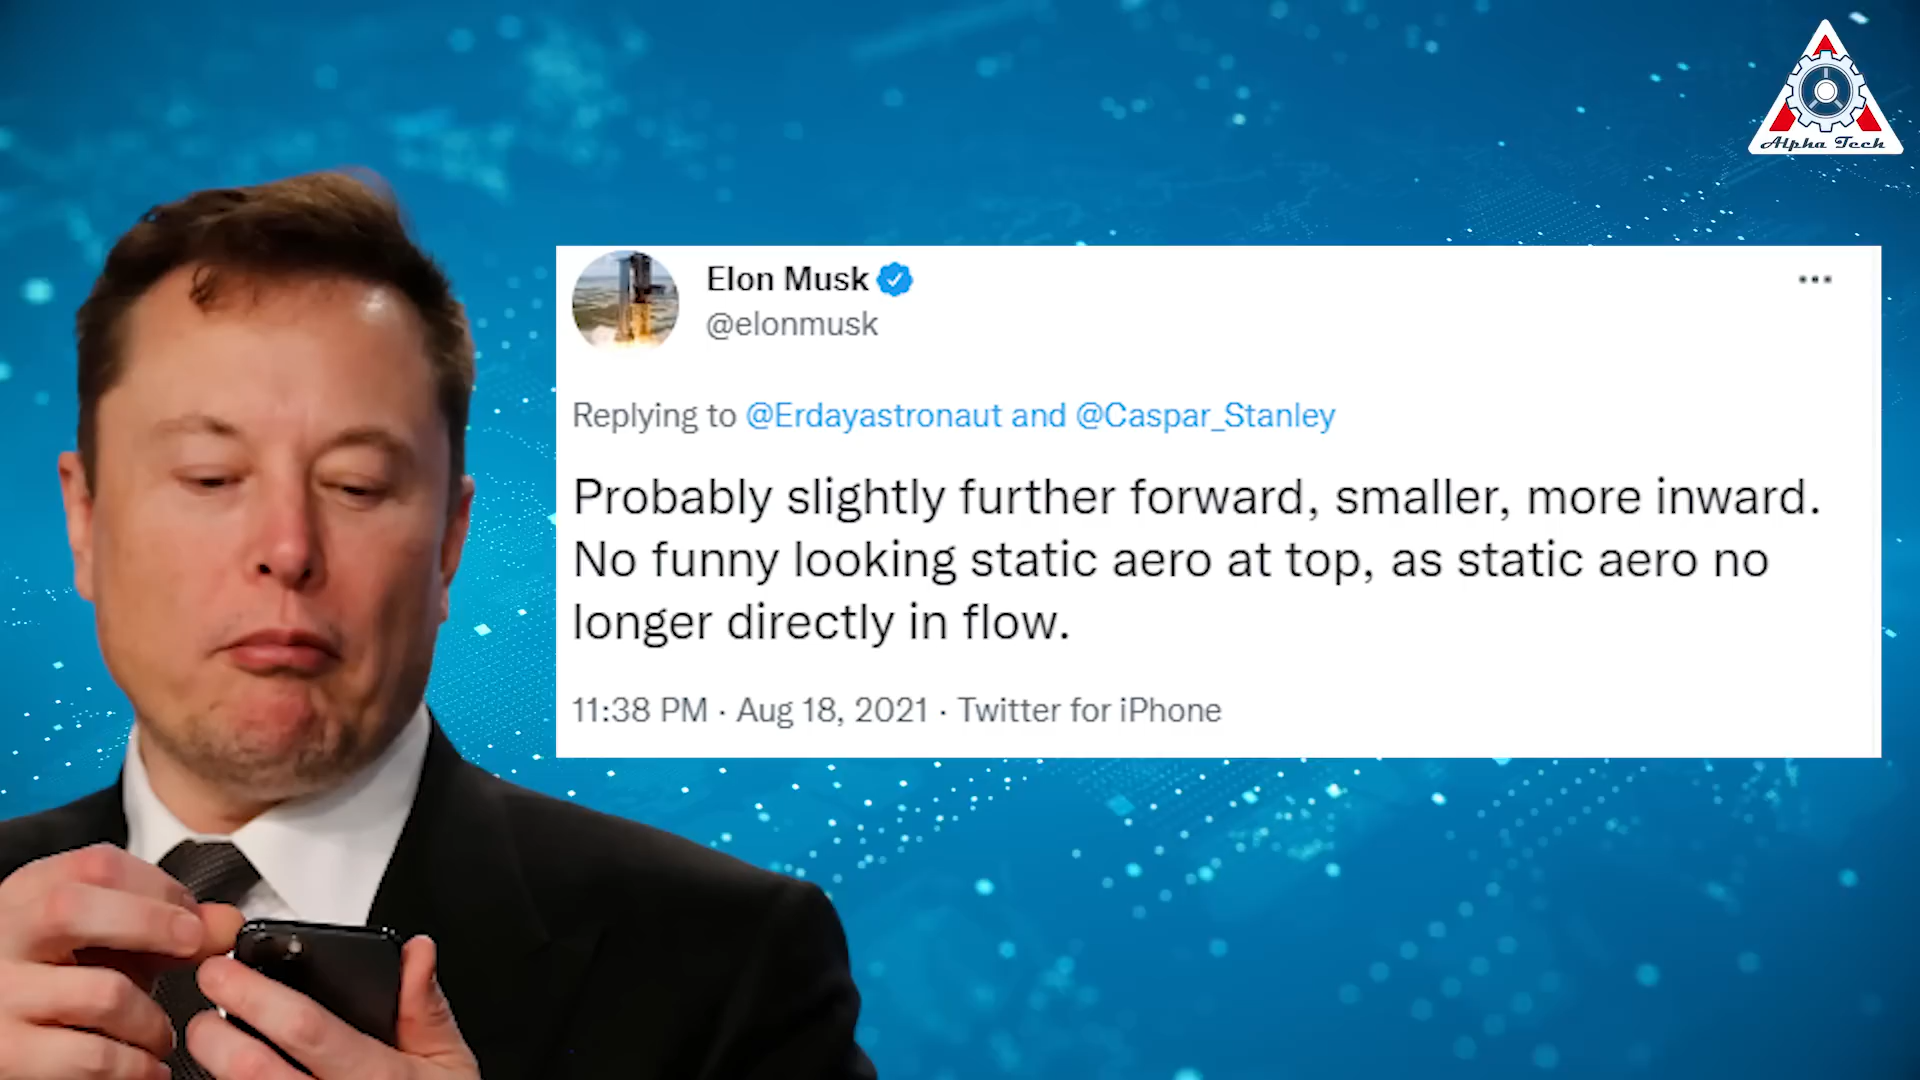 Alpha Tech
Elon Musk
@elonmusk
Replying to @Erdayastronaut and @Caspar_Stanley
Probably slightly further forward, smaller, more inward.
No funny looking static aero at top, as static aero no
longer directly in flow.
11:38 PM · Aug 18, 2021 · Twitter for iPhone